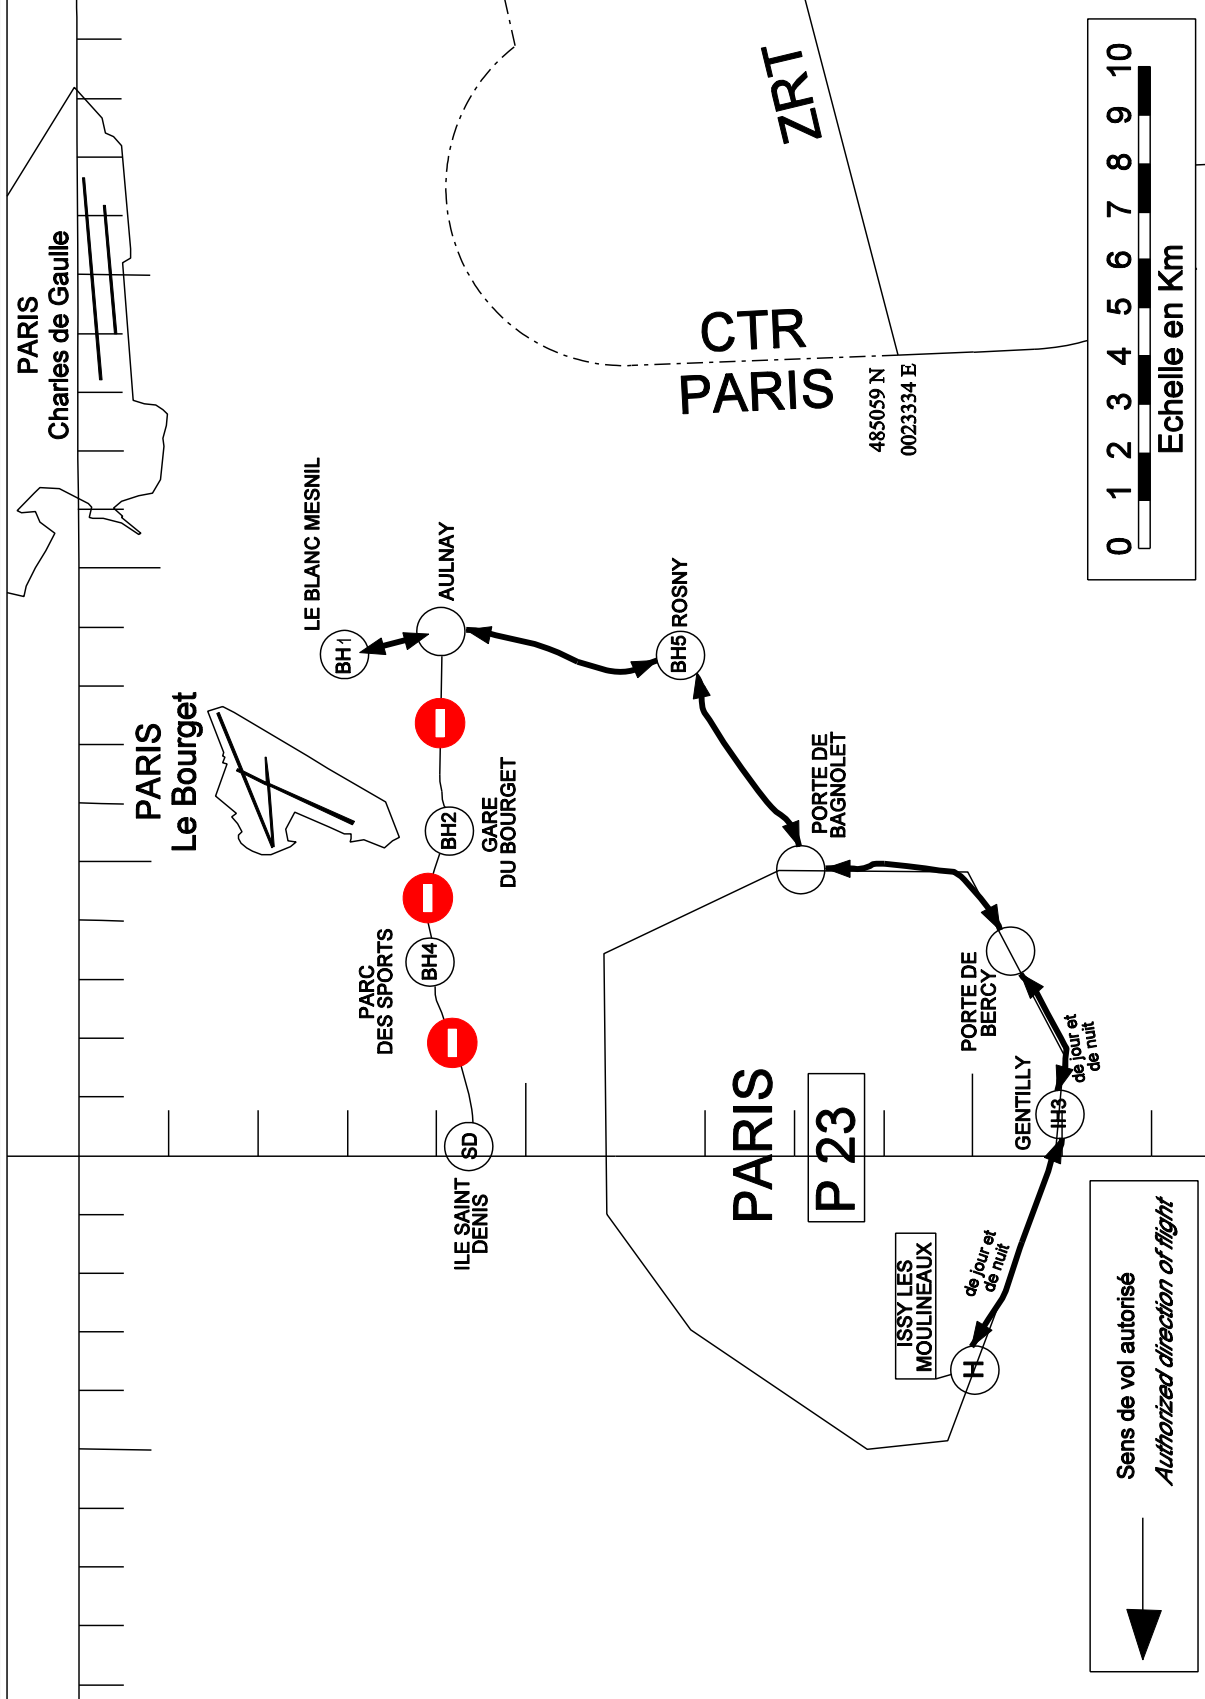 PARIS
Charles de Gaulle
PARIS
Le Bourget
LE BLANC MESNIL
BH1
AULNAY
BH2
GARE
DU BOURGET
PARC
DES SPORTS
BH4
SD
ILE SAINT
DENIS
BH5
ROSNY
CTR
PARIS
ZRT
485059 N
0023334 E
PORTE DE
BAGNOLET
PORTE DE
BERCY
PARIS
P 23
GENTILLY
IH3
de jour et
de nuit
de jour et
de nuit
ISSY LES
MOULINEAUX
H
0 1 2 3 4 5 6 7 8 9 10
Echelle en Km
Sens de vol autorisé
Authorized direction of flight